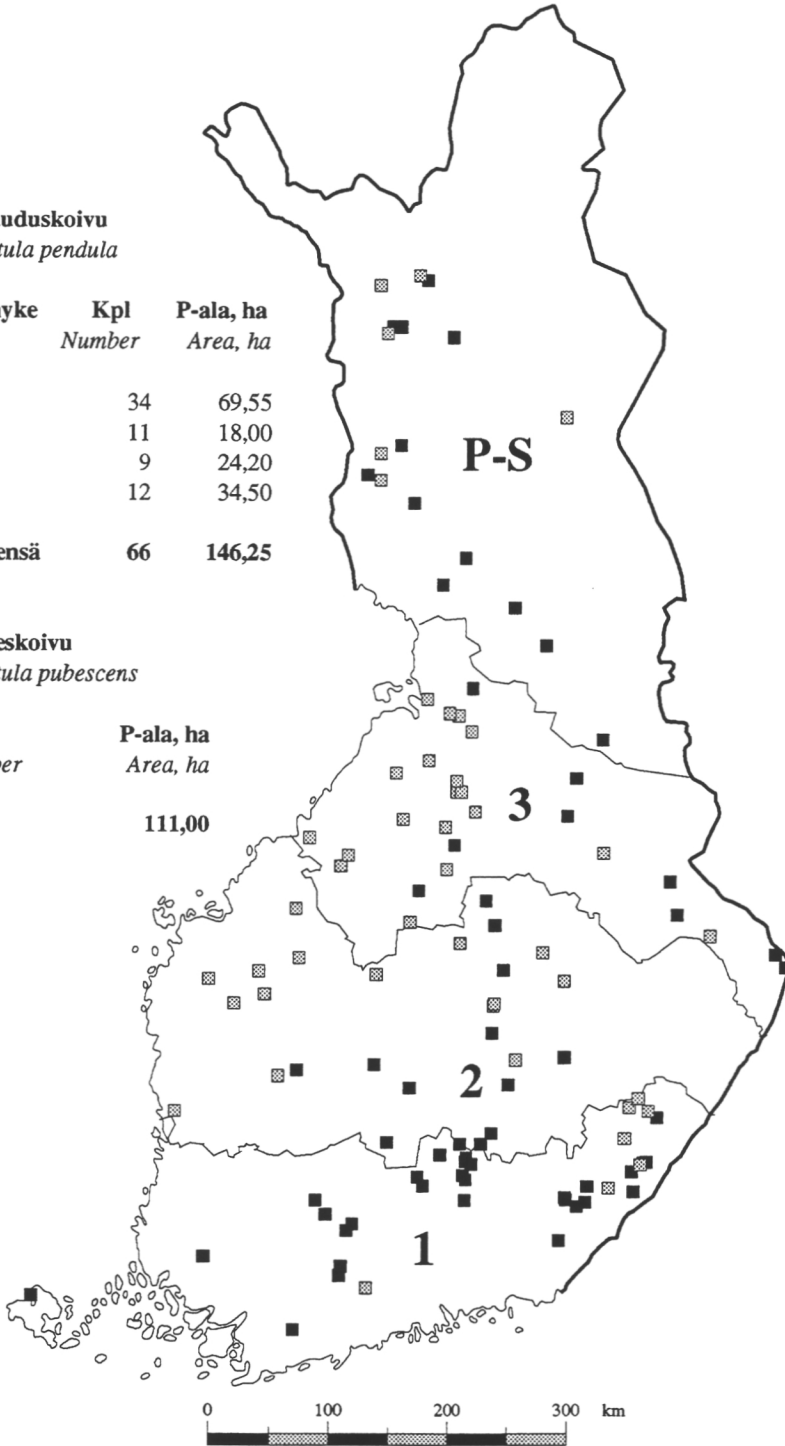 uduskoivu
tula pendula
yke Kpl P-ala, ha
Number Area, ha
34 69,55
11 18,00
9 24,20
12 34,50
ensä 66 146,25
eskoivu
tula pubescens
P-ala, ha
er Area, ha
111,00
P-S
3
2
1
0 100 200 300 km